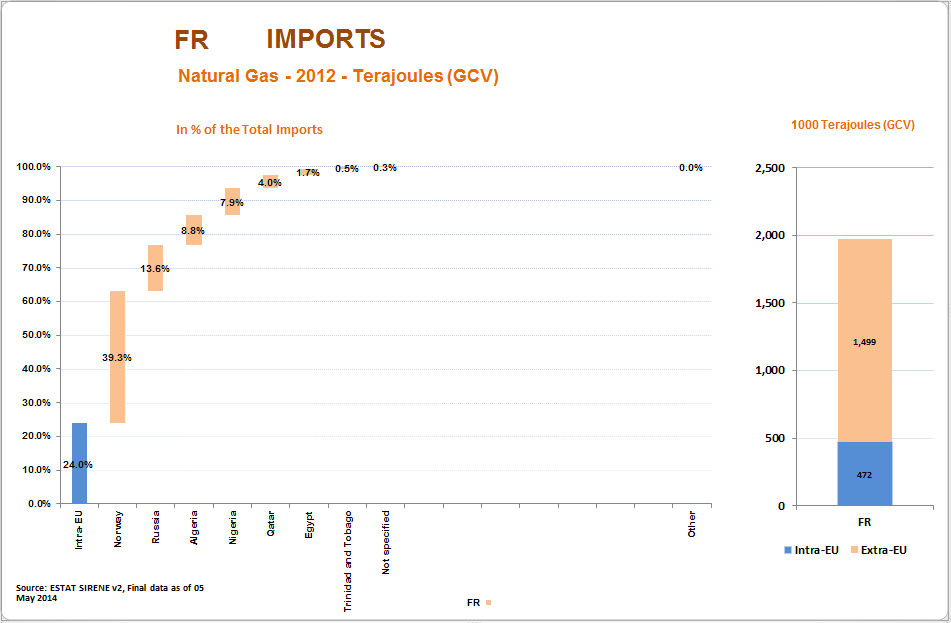 FR IMPORTS
Natural Gas - 2012 - Terajoules (GCV)
In % of the Total Imports
100.0%
90.0%
80.0%
70.0%
60.0%
50.0%
40.0%
30.0%
20.0%
10.0%
0.0%
24.0%
39.3%
13.6%
8.8%
7.9%
4.0%
1.7%
0.5%
0.3%
0.0%
Intra-EU
Norway
Russia
Algeria
Nigeria
Qatar
Egypt
Trinidad and Tobago
Not specified
Other
FR
Source: ESTAT SIRENE v2, Final data as of 05
May 2014
1000 Terajoules (GCV)
2,500
2,000
1,500
1,000
500
0
1,499
472
FR
Intra-EU Extra-EU